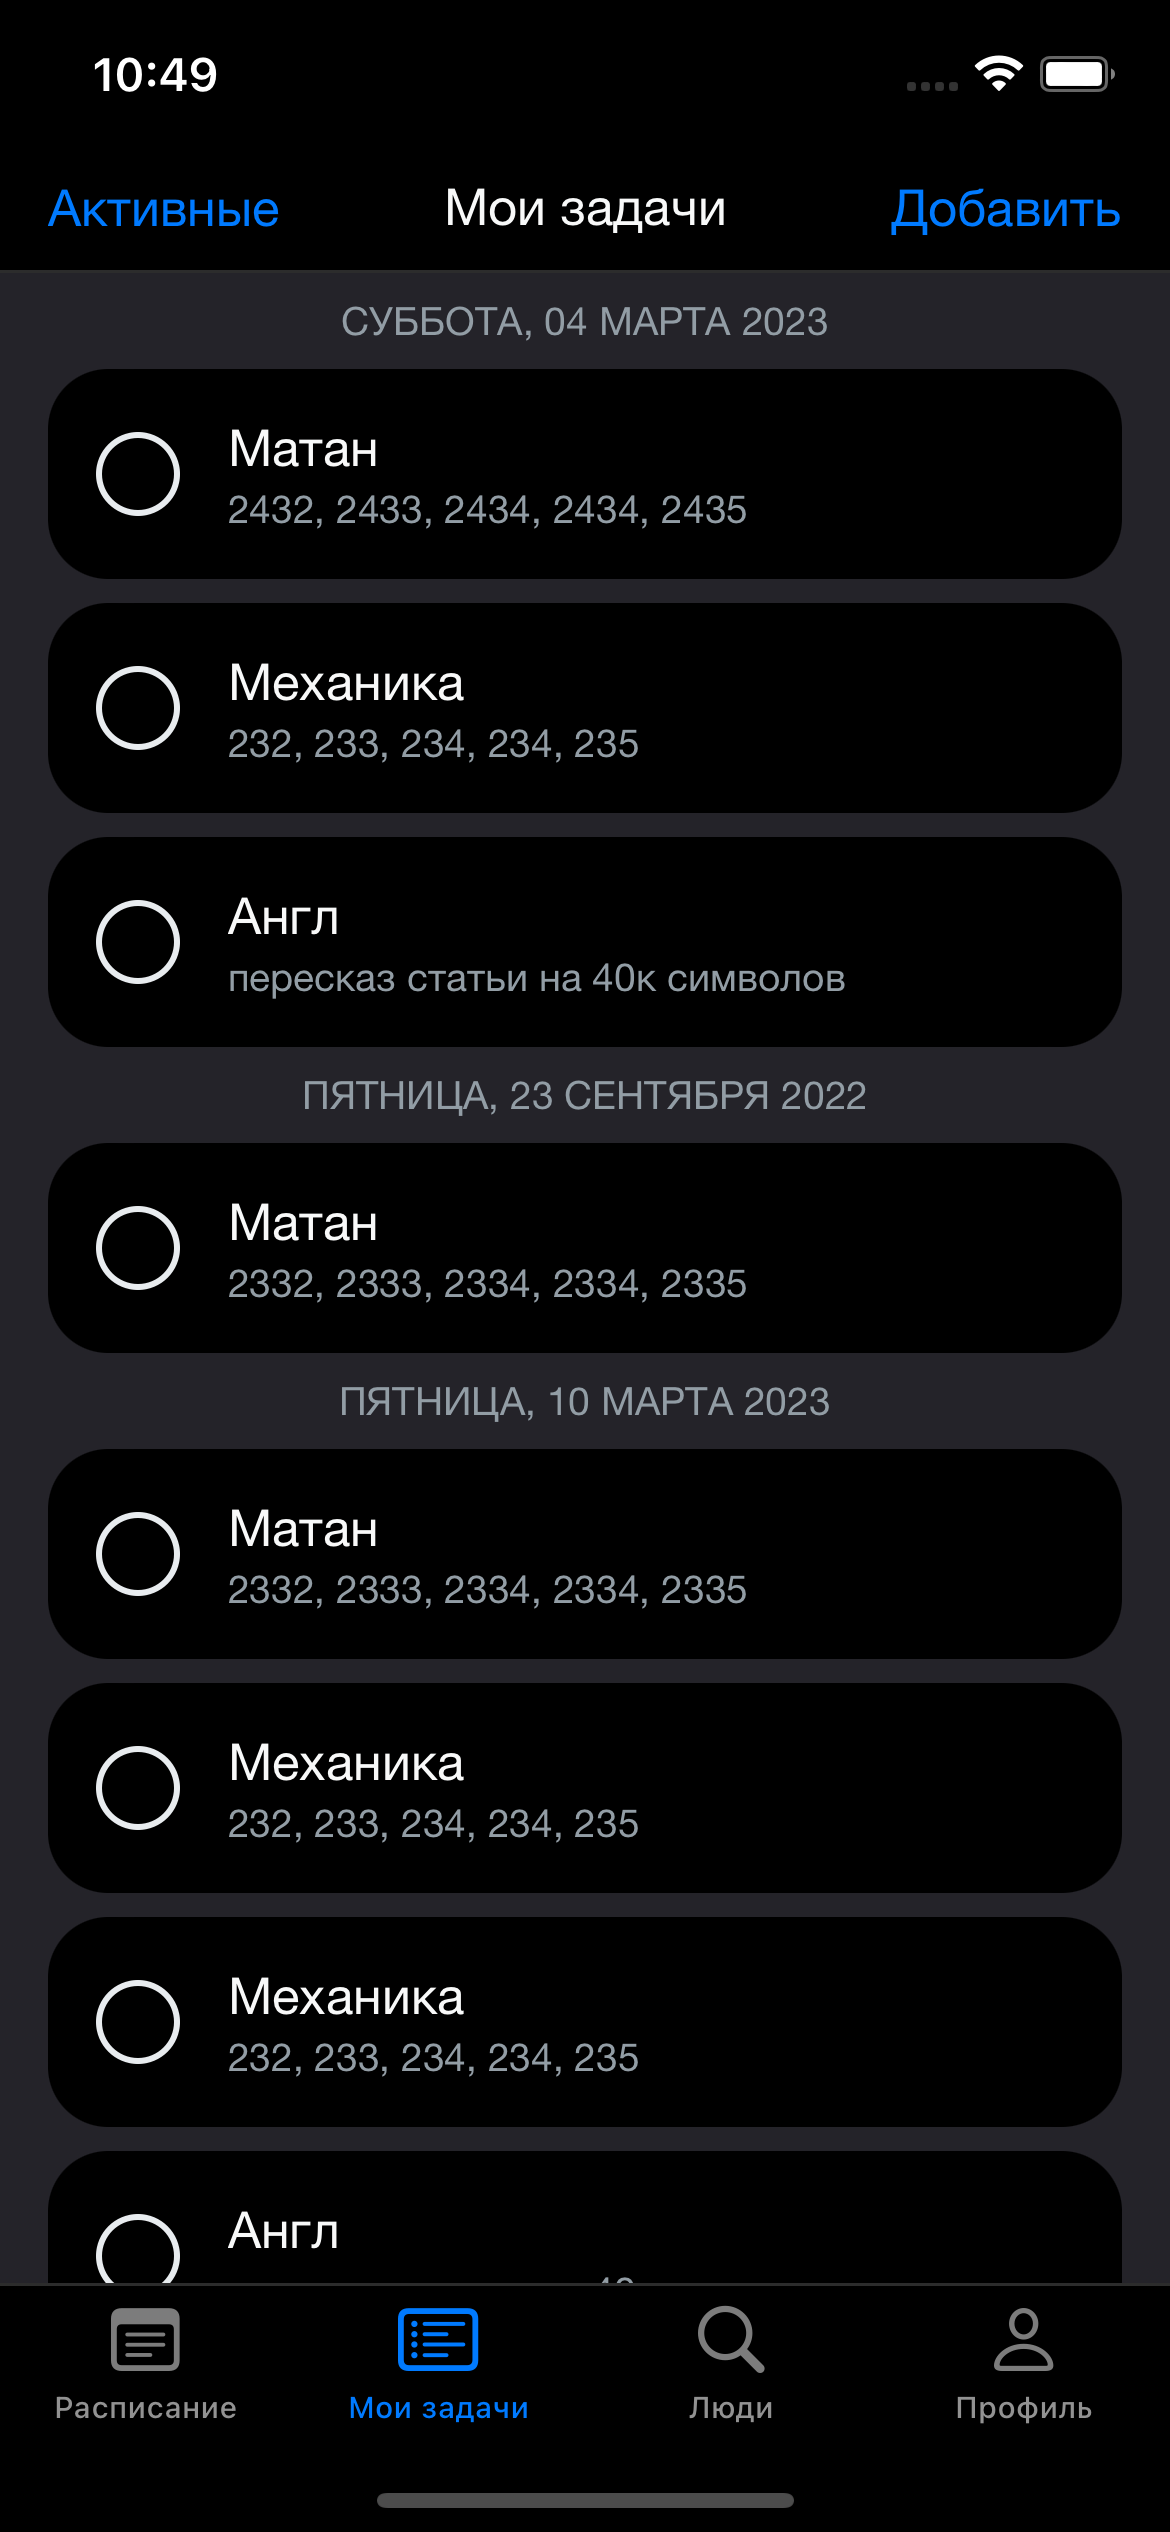 10:49
Активные
Мои задачи
Добавить
СУББОТА, 04 МАРТА 2023
Матан
2432, 2433, 2434, 2434, 2435
Механика
232, 233, 234, 234, 235
Англ
пересказ статьи на 40к символов
ПЯТНИЦА, 23 СЕНТЯБРЯ 2022
Матан
2332, 2333, 2334, 2334, 2335
ПЯТНИЦА, 10 МАРТА 2023
Матан
2332, 2333, 2334, 2334, 2335
Механика
232, 233, 234, 234, 235
Механика
232, 233, 234, 234, 235
Англ
Расписание
Мои задачи
Люди
Профиль